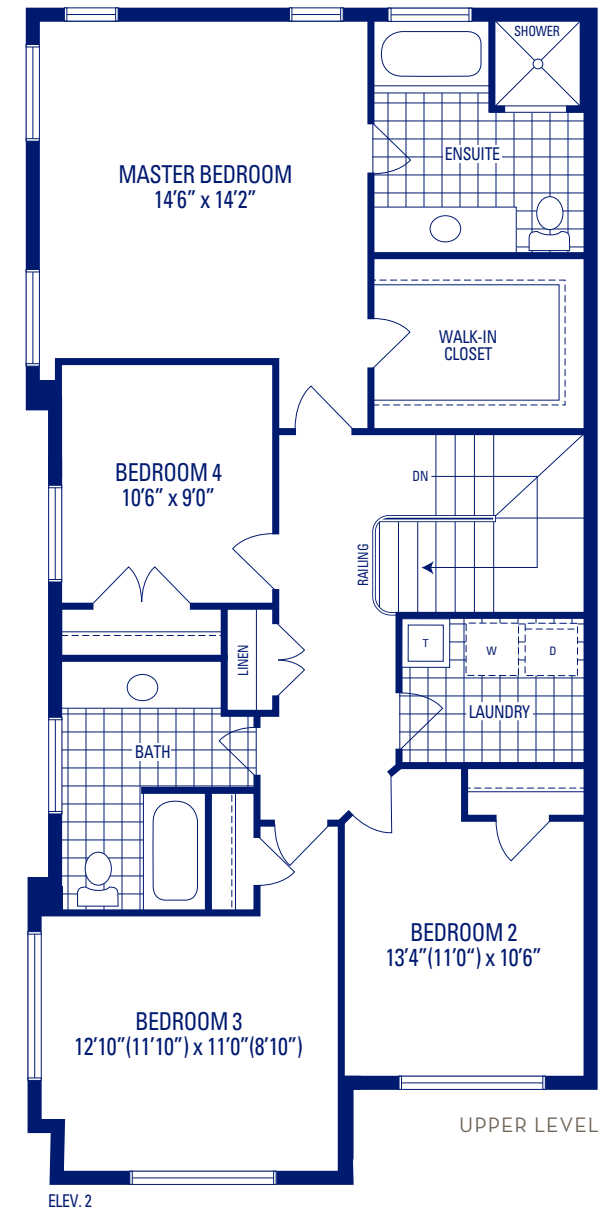 SHOWER
ENSUITE
MASTER BEDROOM
14’6” x 14’2”
WALK-IN
CLOSET
BEDROOM 4
10’6” x 9’0”
DN
RAILING
LINEN
T
W
D
LAUNDRY
BATH
BEDROOM 2
13’4”(11’0“) x 10’6”
BEDROOM 3
12’10”(11’10”) x 11’0”(8’10”)
UPPER LEVEL
ELEV. 2